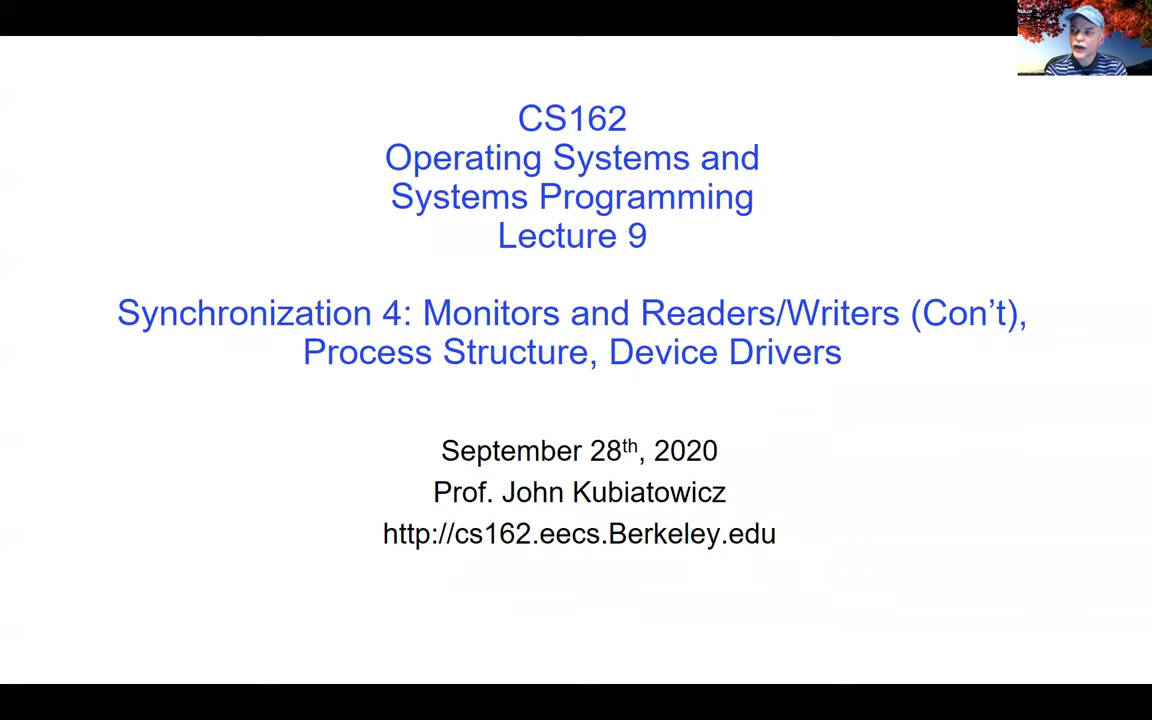 CS162
Operating Systems and
Systems Programming
Lecture 9
Synchronization 4: Monitors and Readers/Writers (Con’t),
Process Structure, Device Drivers
September 28th, 2020
Prof. John Kubiatowicz
http://cs162.eecs.Berkeley.edu